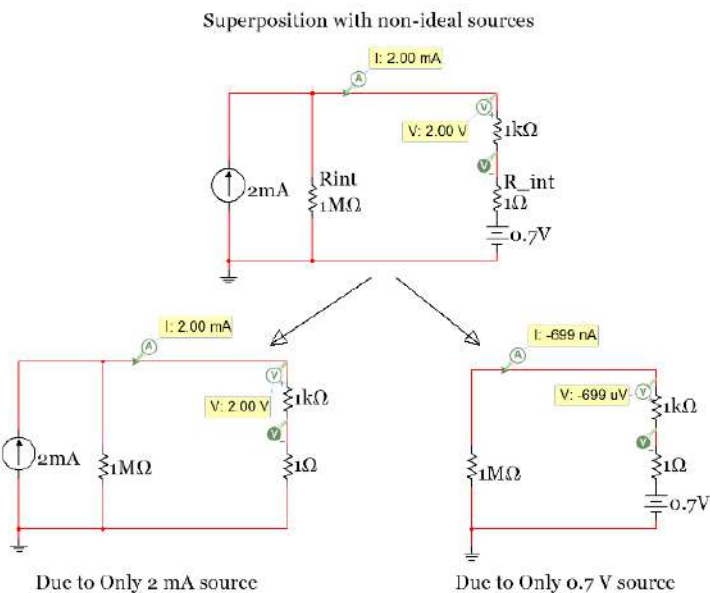 Superposition with non-ideal sources
I: 2.00 mA
A
V
+
V: 2.00 V
1kΩ
V
2mA
Rint
1MΩ
R_int
1Ω
0.7V
I: 2.00 mA
A
V
+
V: 2.00 V
1kΩ
V
2mA
1MΩ
1Ω
I: -699 nA
A
V: -699 uV
V
+
1kΩ
V
1MΩ
1Ω
0.7V
Due to Only 2 mA source
Due to Only 0.7 V source